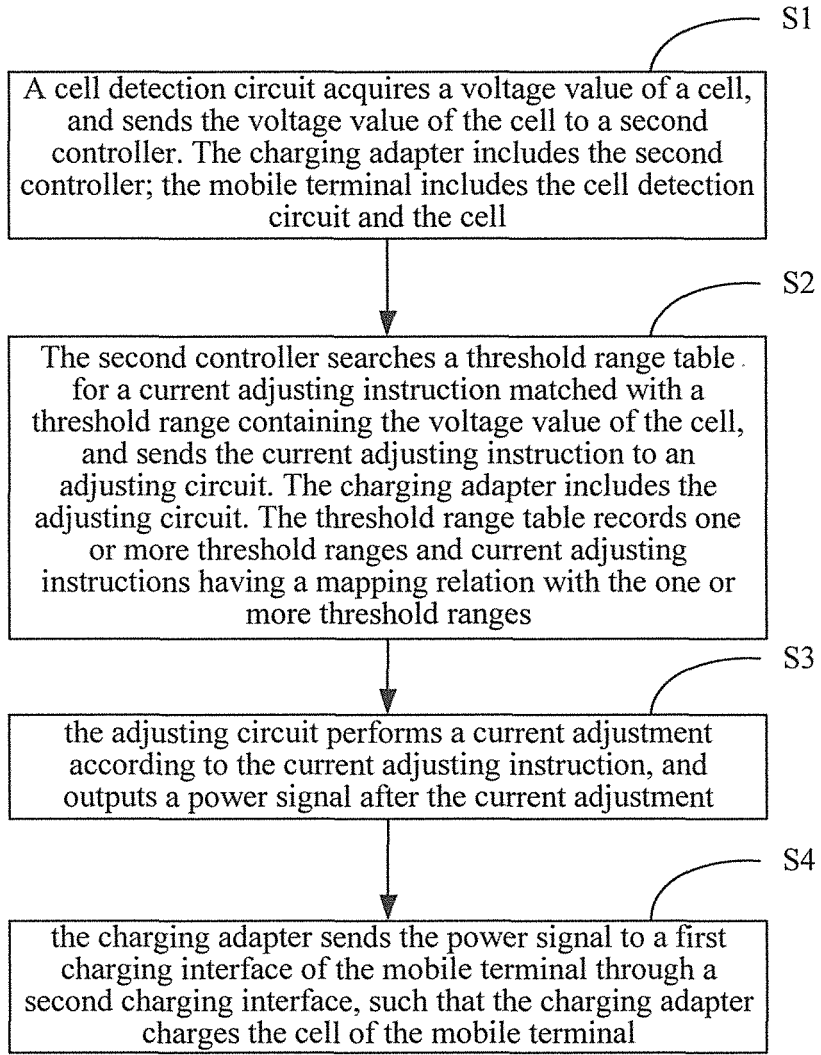 S1
A cell detection circuit acquires a voltage value of a cell,
and sends the voltage value of the cell to a second
controller. The charging adapter includes the second
controller; the mobile terminal includes the cell detection
circuit and the cell
S2
The second controller searches a threshold range table
for a current adjusting instruction matched with a
threshold range containing the voltage value of the cell,
and sends the current adjusting instruction to an
adjusting circuit. The charging adapter includes the
adjusting circuit. The threshold range table records one
or more threshold ranges and current adjusting
instructions having a mapping relation with the one or
more threshold ranges
S3
the adjusting circuit performs a current adjustment
according to the current adjusting instruction, and
outputs a power signal after the current adjustment
S4
the charging adapter sends the power signal to a first
charging interface of the mobile terminal through a
second charging interface, such that the charging adapter
charges the cell of the mobile terminal